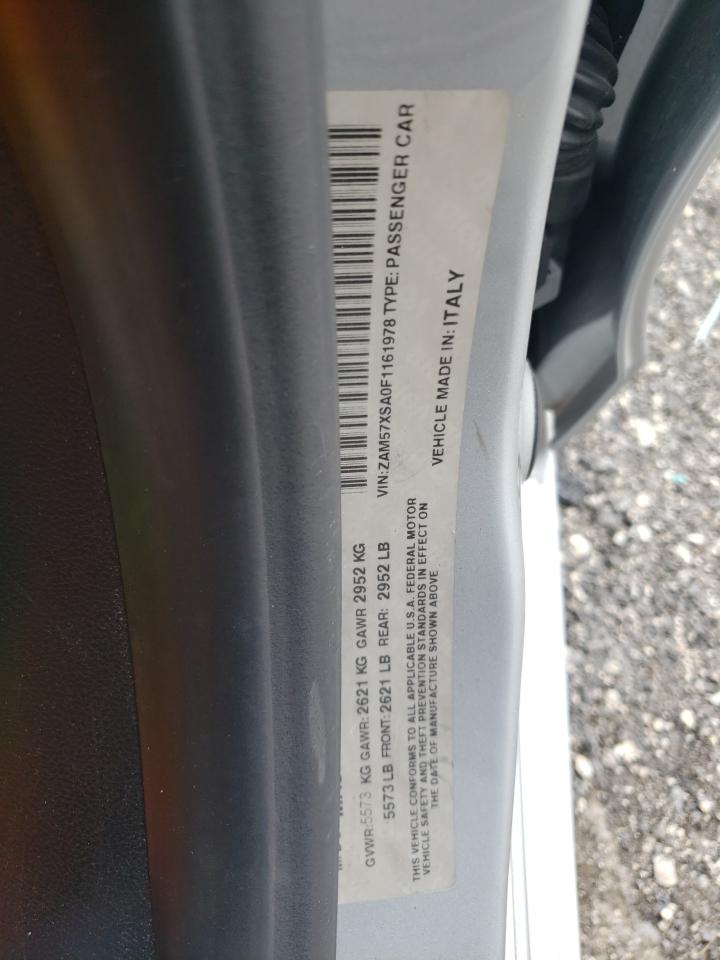 GVWR:5573 KG GAWR: 2621 KG GAWR 2952 KG
5573 LB FRONT: 2621 LB REAR: 2952 LB
THIS VEHICLE CONFORMS TO ALL APPLICABLE U.S.A. FEDERAL MOTOR
VEHICLE SAFETY AND THEFT PREVENTION STANDARDS IN EFFECT ON
THE DATE OF MANUFACTURE SHOWN ABOVE
VIN:ZAM57XSA0F1161978 TYPE: PASSENGER CAR
VEHICLE MADE IN: ITALY